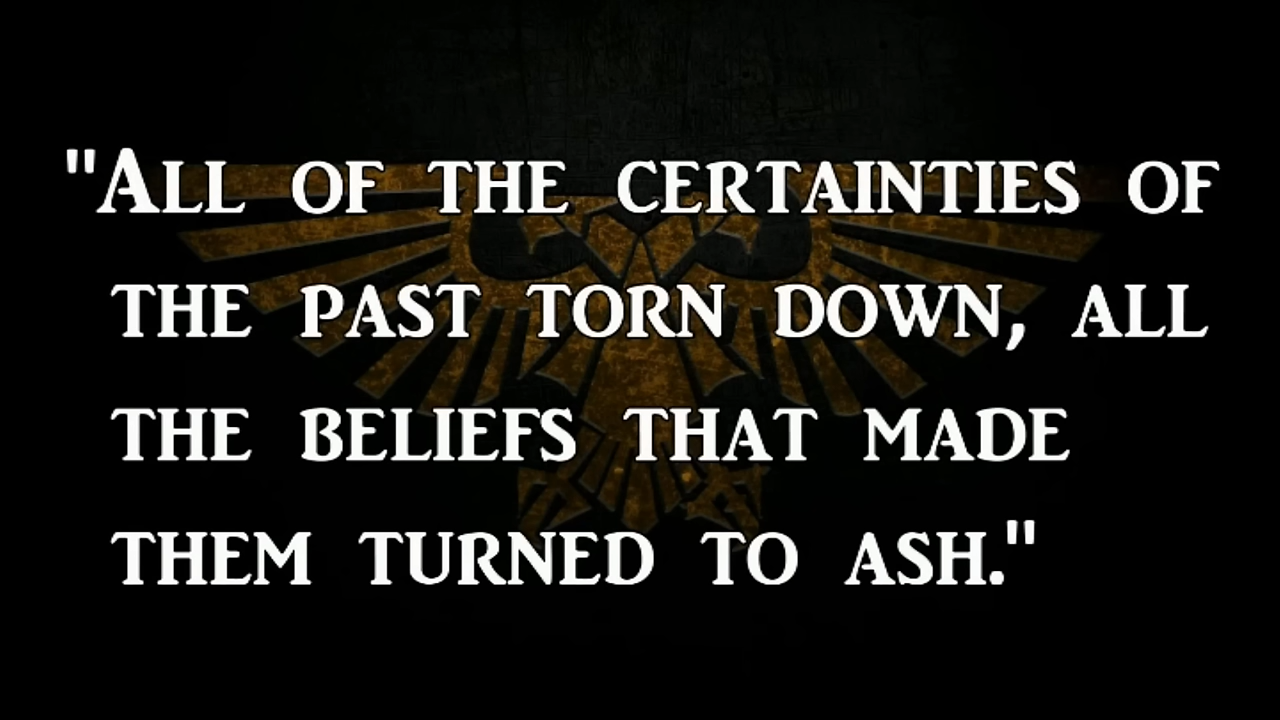 "All of the certainties of
the past torn down, all
the beliefs that made
them turned to ash."